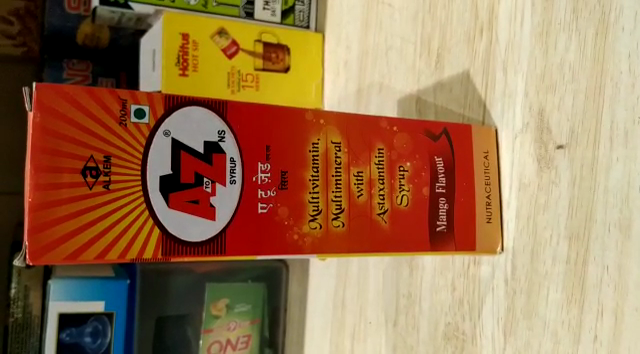 200ml
ALKEM
A TO Z NS
®
SYRUP
ए टू ज़ेड
सिरप
Multivitamin,
Multimineral
with
Astaxanthin
Syrup
Mango Flavour
NUTRACEUTICAL
Honitus
HOT SIP
15
ENO